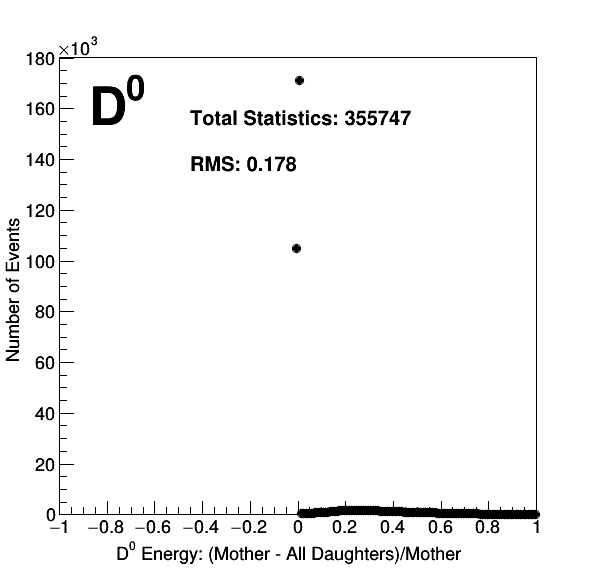 ×10³
180
160
140
120
100
80
60
40
20
0
D⁰
Total Statistics: 355747
RMS: 0.178
Number of Events
−1 −0.8 −0.6 −0.4 −0.2 0 0.2 0.4 0.6 0.8 1
D⁰ Energy: (Mother - All Daughters)/Mother